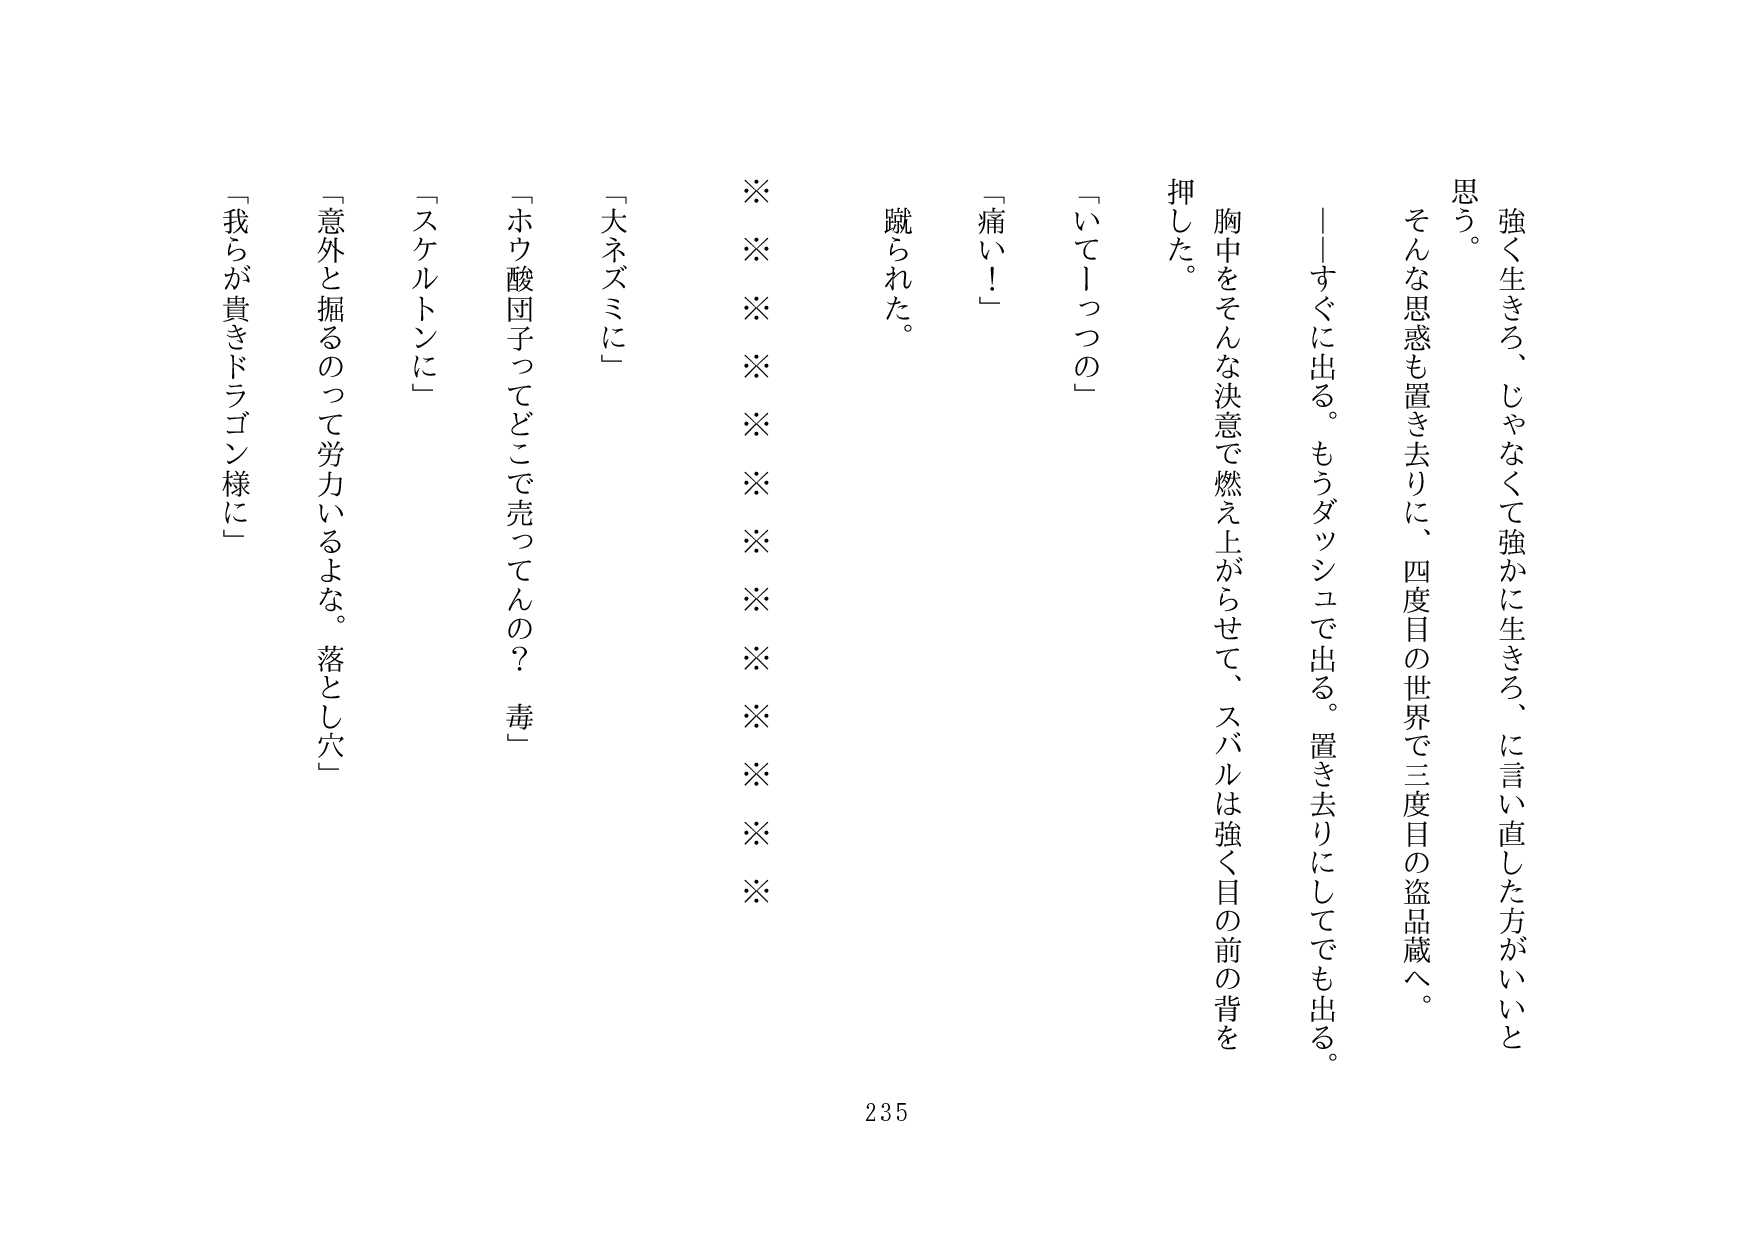 強く生きろ、じゃなくて強かに生きろ、に言い直した方がいいと
思う。
そんな思惑も置き去りに、四度目の世界で三度目の盗品蔵へ。
――すぐに出る。もうダッシュで出る。置き去りにしてでも出る。
胸中をそんな決意で燃え上がらせて、スバルは強く目の前の背を
押した。
「いてーっつの」
「痛い！」
蹴られた。
※　※　※　※　※　※　※　※　※　※　※　※　※
「大ネズミに」
「ホウ酸団子ってどこで売ってんの？　毒」
「スケルトンに」
「意外と掘るのって労力いるよな。落とし穴」
「我らが貴きドラゴン様に」
235